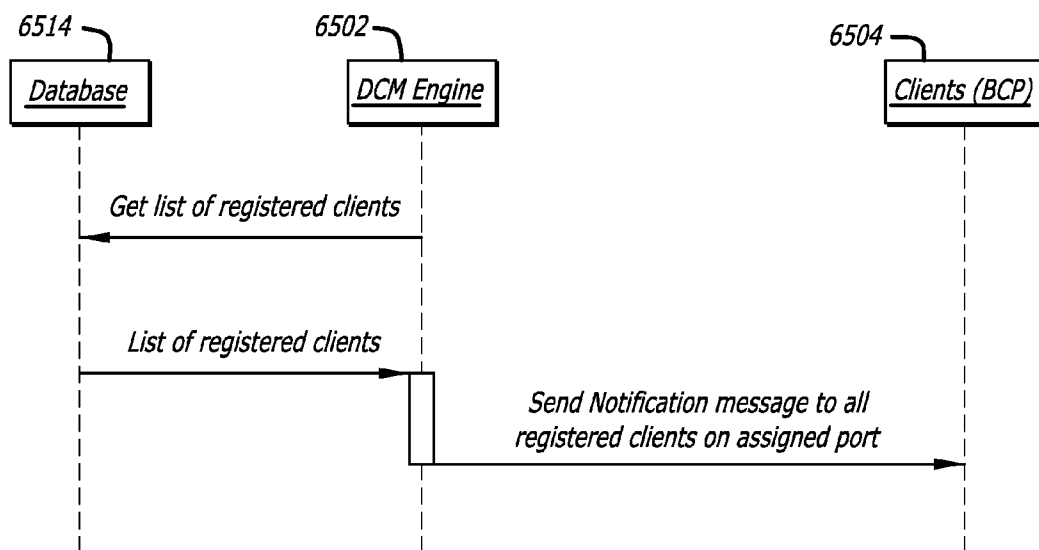 6514
6502
6504
Database
DCM Engine
Clients (BCP)
Get list of registered clients
List of registered clients
Send Notification message to all
registered clients on assigned port